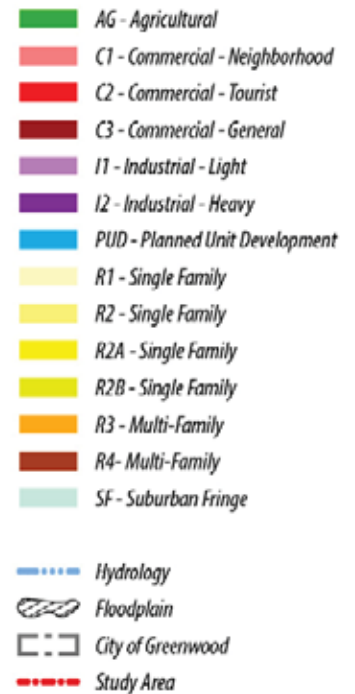 AG - Agricultural
C1 - Commercial - Neighborhood
C2 - Commercial - Tourist
C3 - Commercial - General
I1 - Industrial - Light
I2 - Industrial - Heavy
PUD - Planned Unit Development
R1 - Single Family
R2 - Single Family
R2A - Single Family
R2B - Single Family
R3 - Multi-Family
R4- Multi-Family
SF - Suburban Fringe
Hydrology
Floodplain
City of Greenwood
Study Area